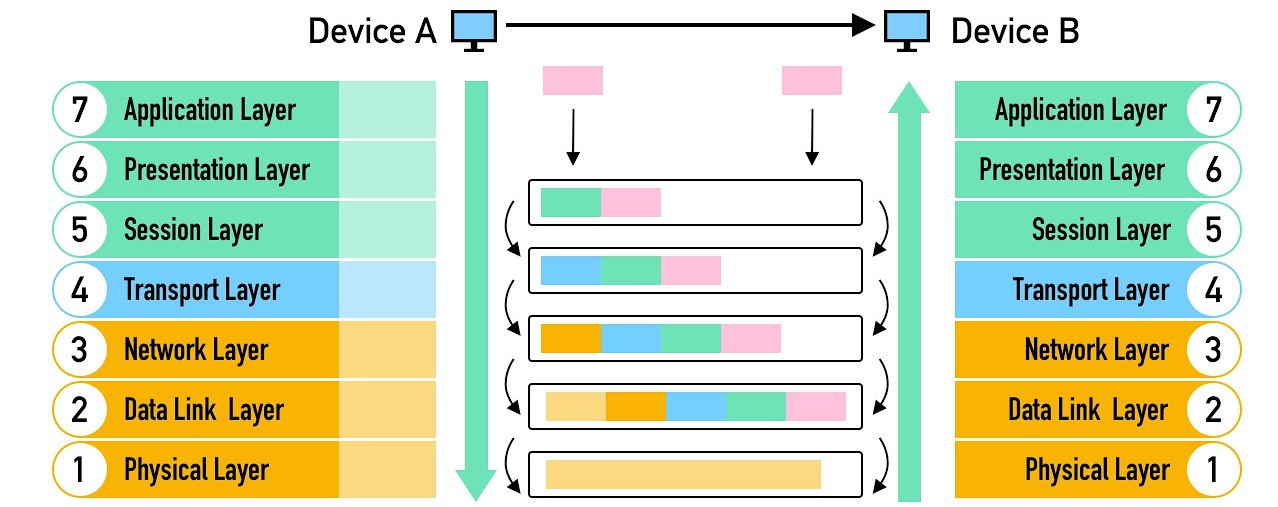 Device A
Device B
7 Application Layer
6 Presentation Layer
5 Session Layer
4 Transport Layer
3 Network Layer
2 Data Link  Layer
1 Physical Layer
Application Layer 7
Presentation Layer 6
Session Layer 5
Transport Layer 4
Network Layer 3
Data Link  Layer 2
Physical Layer 1